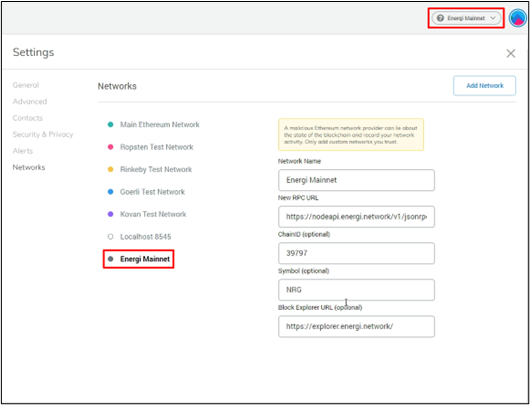 Energi Mainnet
Settings
General
Advanced
Contacts
Security & Privacy
Alerts
Networks
Networks
Add Network
Main Ethereum Network
Ropsten Test Network
Rinkeby Test Network
Goerli Test Network
Kovan Test Network
Localhost 8545
Energi Mainnet
A malicious Ethereum network provider can lie about
the state of the blockchain and record your network
activity. Only add custom networks you trust.
Network Name
Energi Mainnet
New RPC URL
https://nodeapi.energi.network/v1/jsonrp
ChainID (optional)
39797
Symbol (optional)
NRG
Block Explorer URL (optional)
https://explorer.energi.network/